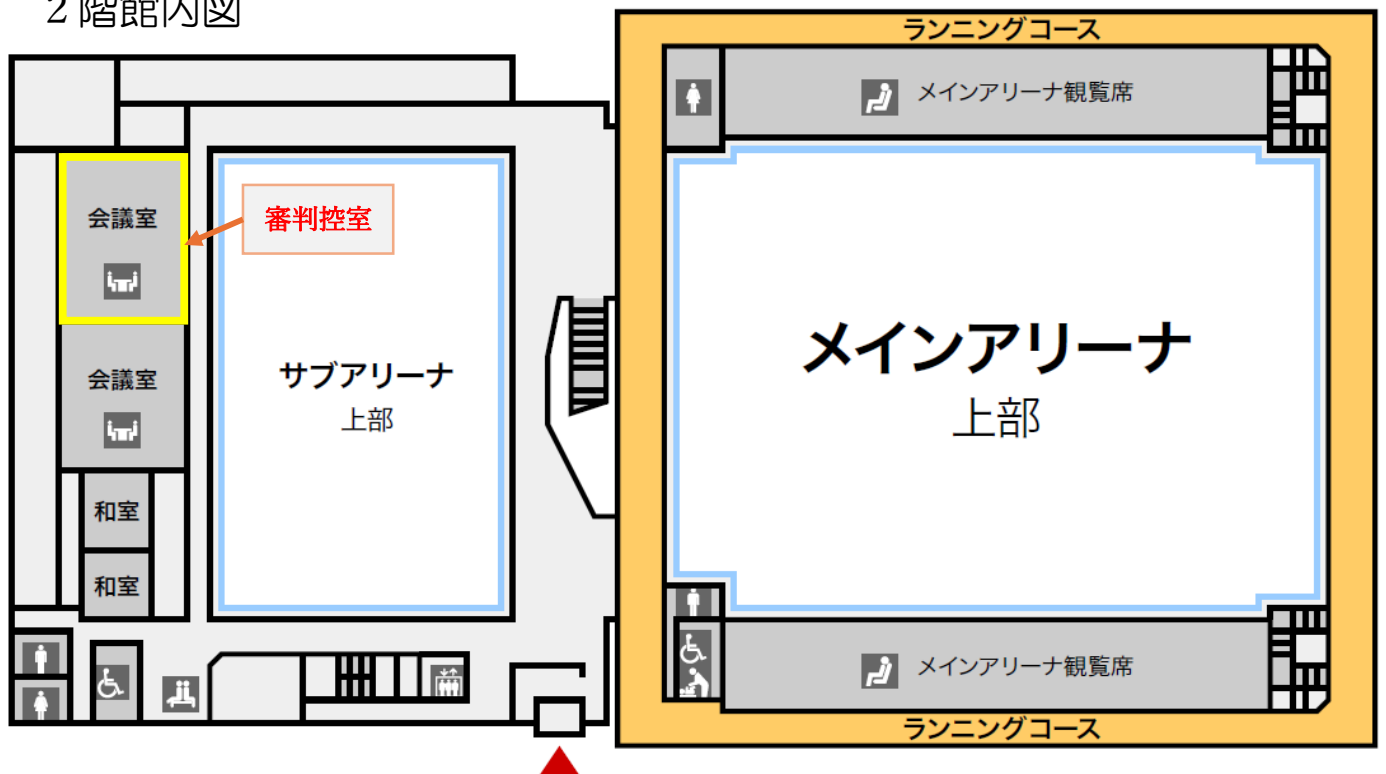 2階館内図
ランニングコース
メインアリーナ観覧席
会議室
審判控室
会議室
サブアリーナ
上部
メインアリーナ
上部
和室
和室
メインアリーナ観覧席
ランニングコース